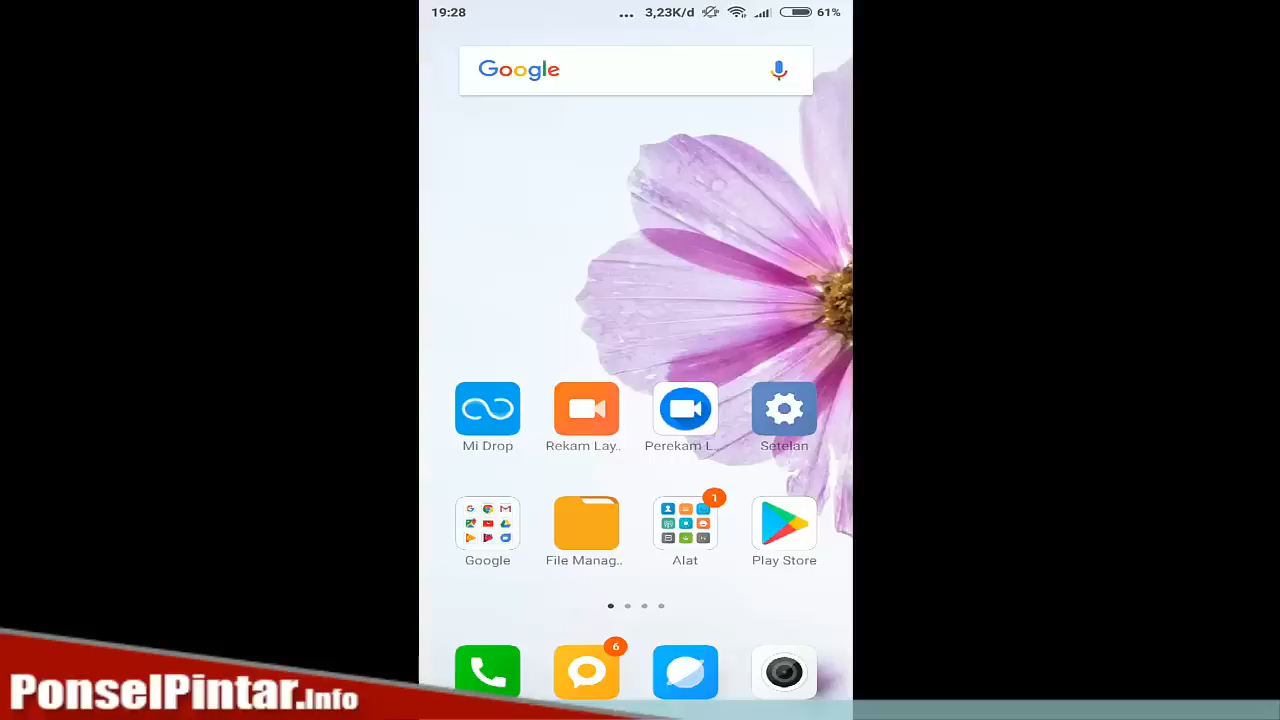 19:28 ... 3,23K/d 61%
Google
Mi Drop Rekam Lay.. Perekam L... Setelan
1
Google File Manag.. Alat Play Store
6
PonselPintar.Info